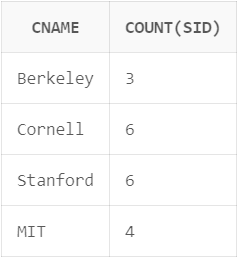 CNAME COUNT(SID)
Berkeley 3
Cornell 6
Stanford 6
MIT 4